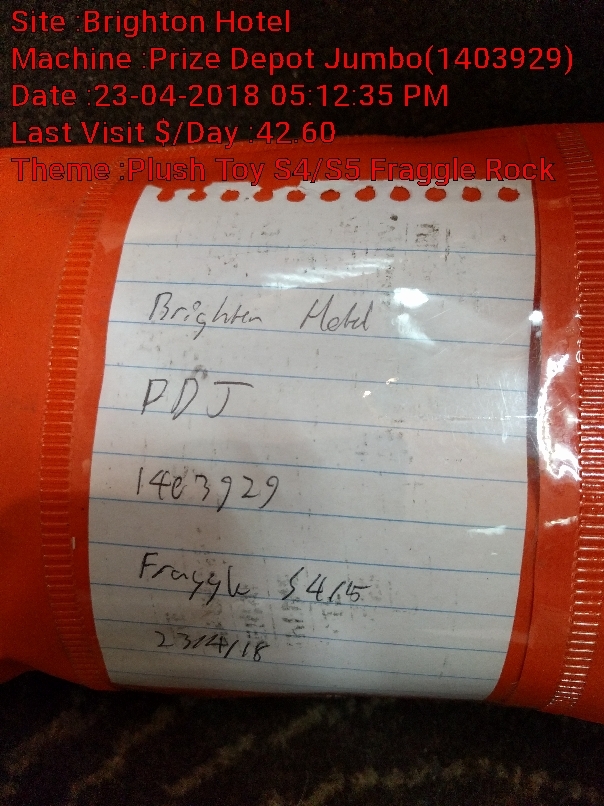 Site :Brighton Hotel
Machine :Prize Depot Jumbo(1403929)
Date :23-04-2018 05:12:35 PM
Last Visit $/Day :42.60
Theme :Plush Toy S4/S5 Fraggle Rock
Brighton Hotel
PDJ
1403929
Fraggle S4/5
23/4/18